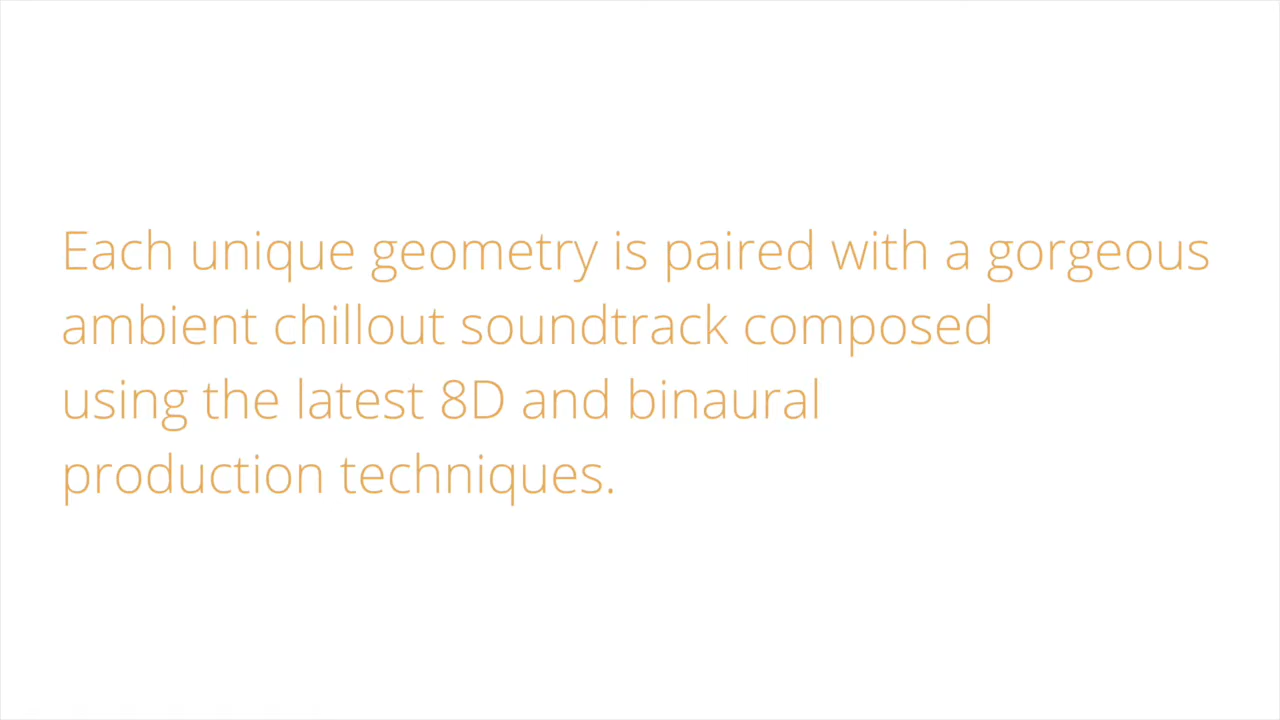 Each unique geometry is paired with a gorgeous
ambient chillout soundtrack composed
using the latest 8D and binaural
production techniques.